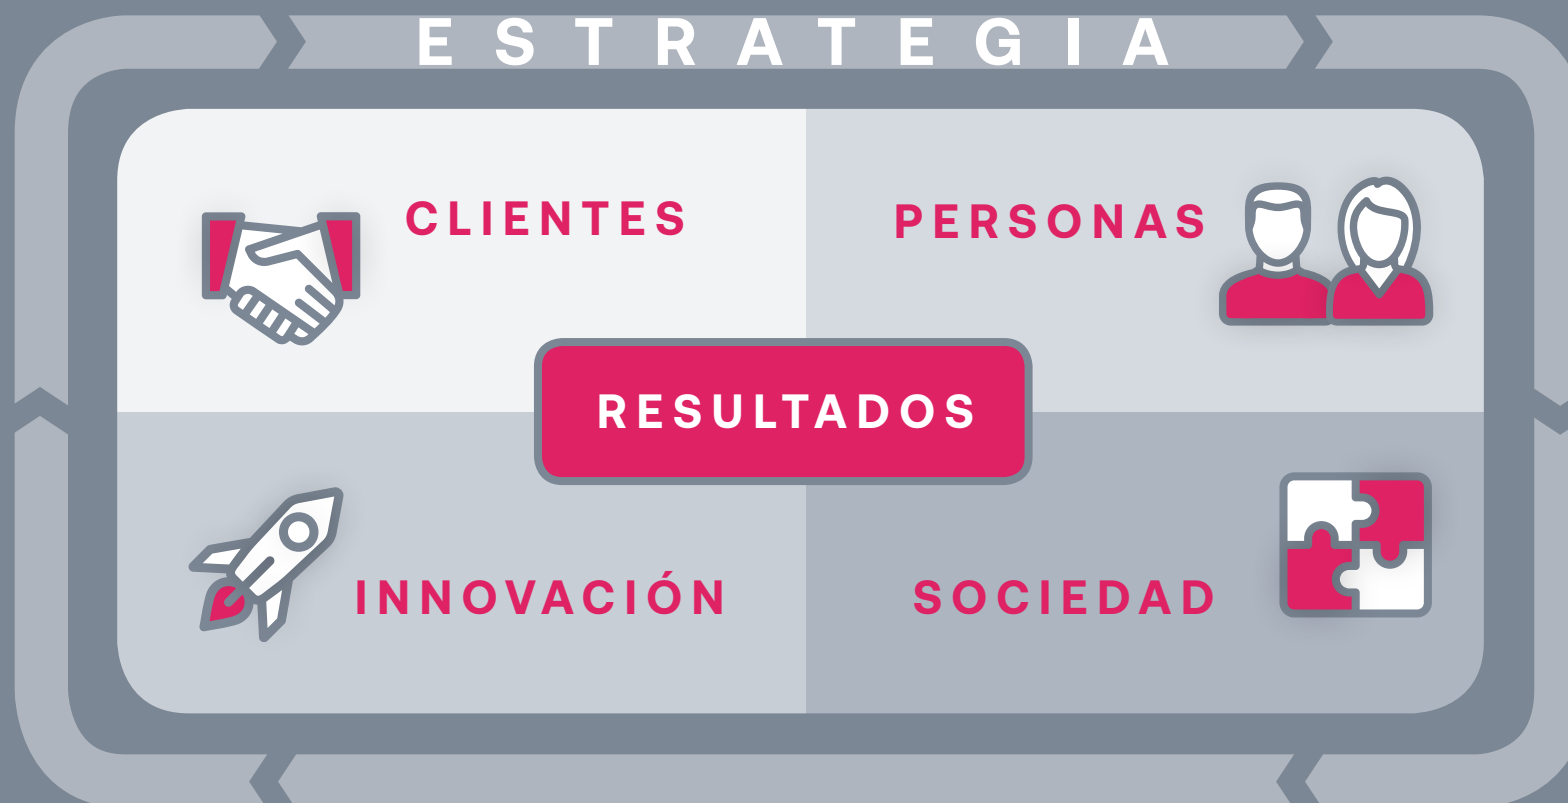 ESTRATEGIA
CLIENTES
PERSONAS
RESULTADOS
INNOVACIÓN
SOCIEDAD